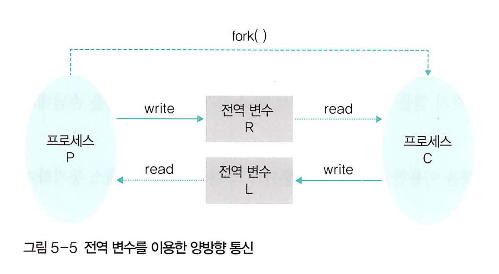 fork( )
write
전역 변수
R
read
프로세스
P
프로세스
C
read
전역 변수
L
write
그림 5-5 전역 변수를 이용한 양방향 통신